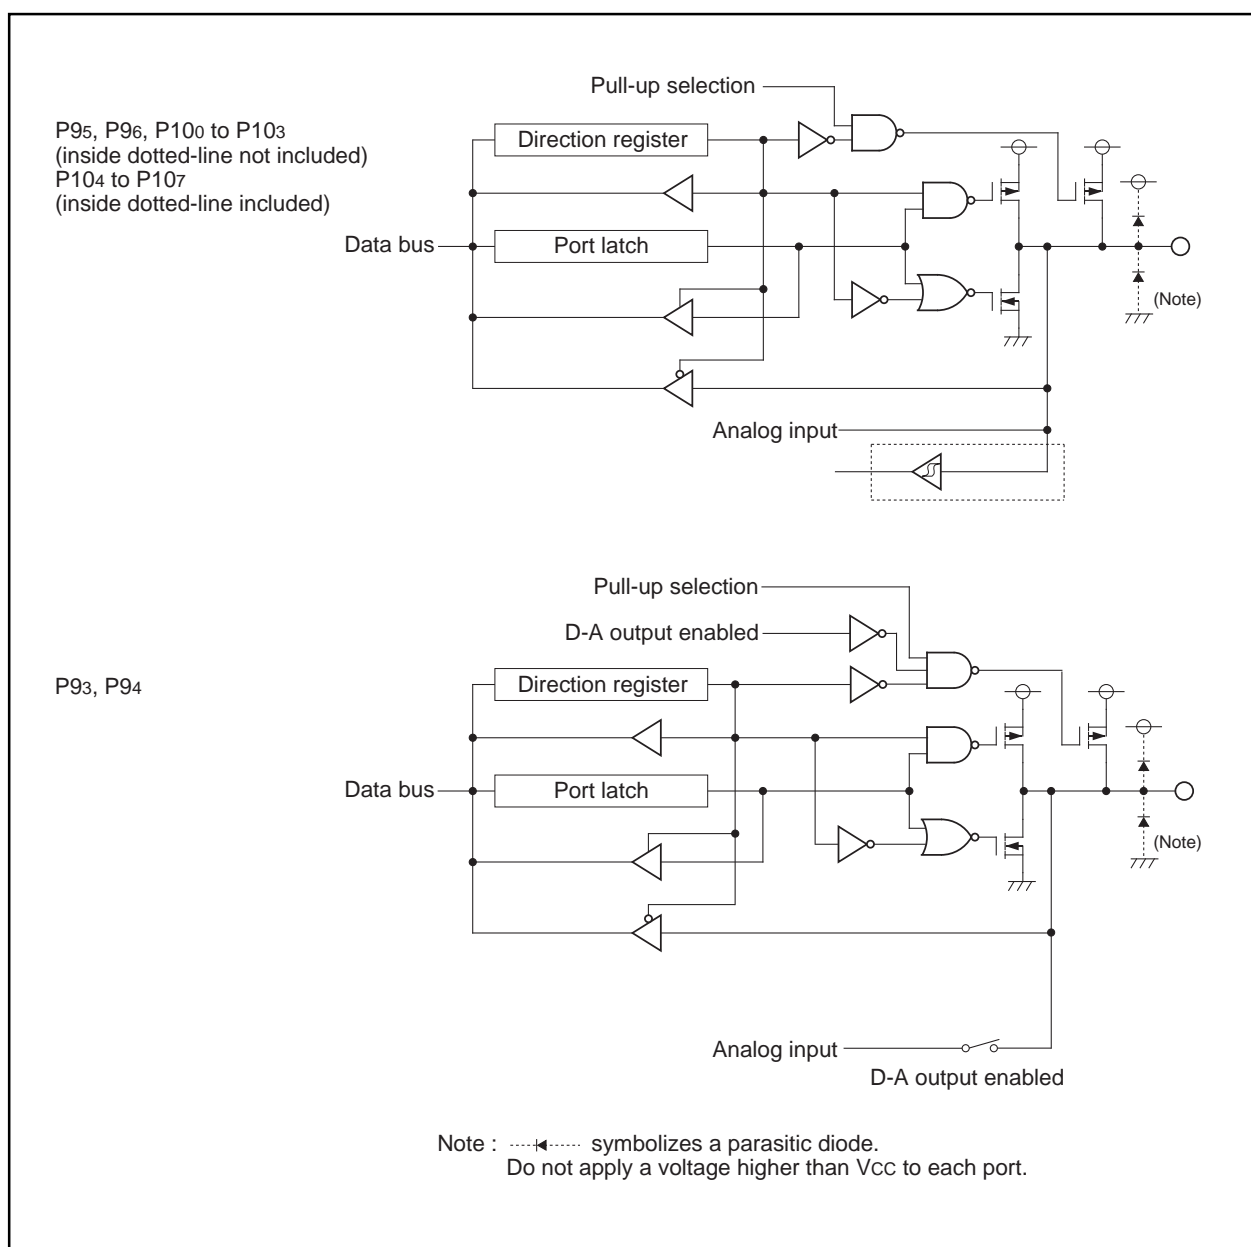 Pull-up selection
P95, P96, P100 to P103
(inside dotted-line not included)
P104 to P107
(inside dotted-line included)
Direction register
Data bus
Port latch
(Note)
Analog input
Pull-up selection
D-A output enabled
P93, P94
Direction register
Data bus
Port latch
(Note)
Analog input
D-A output enabled
Note : symbolizes a parasitic diode.
Do not apply a voltage higher than VCC to each port.